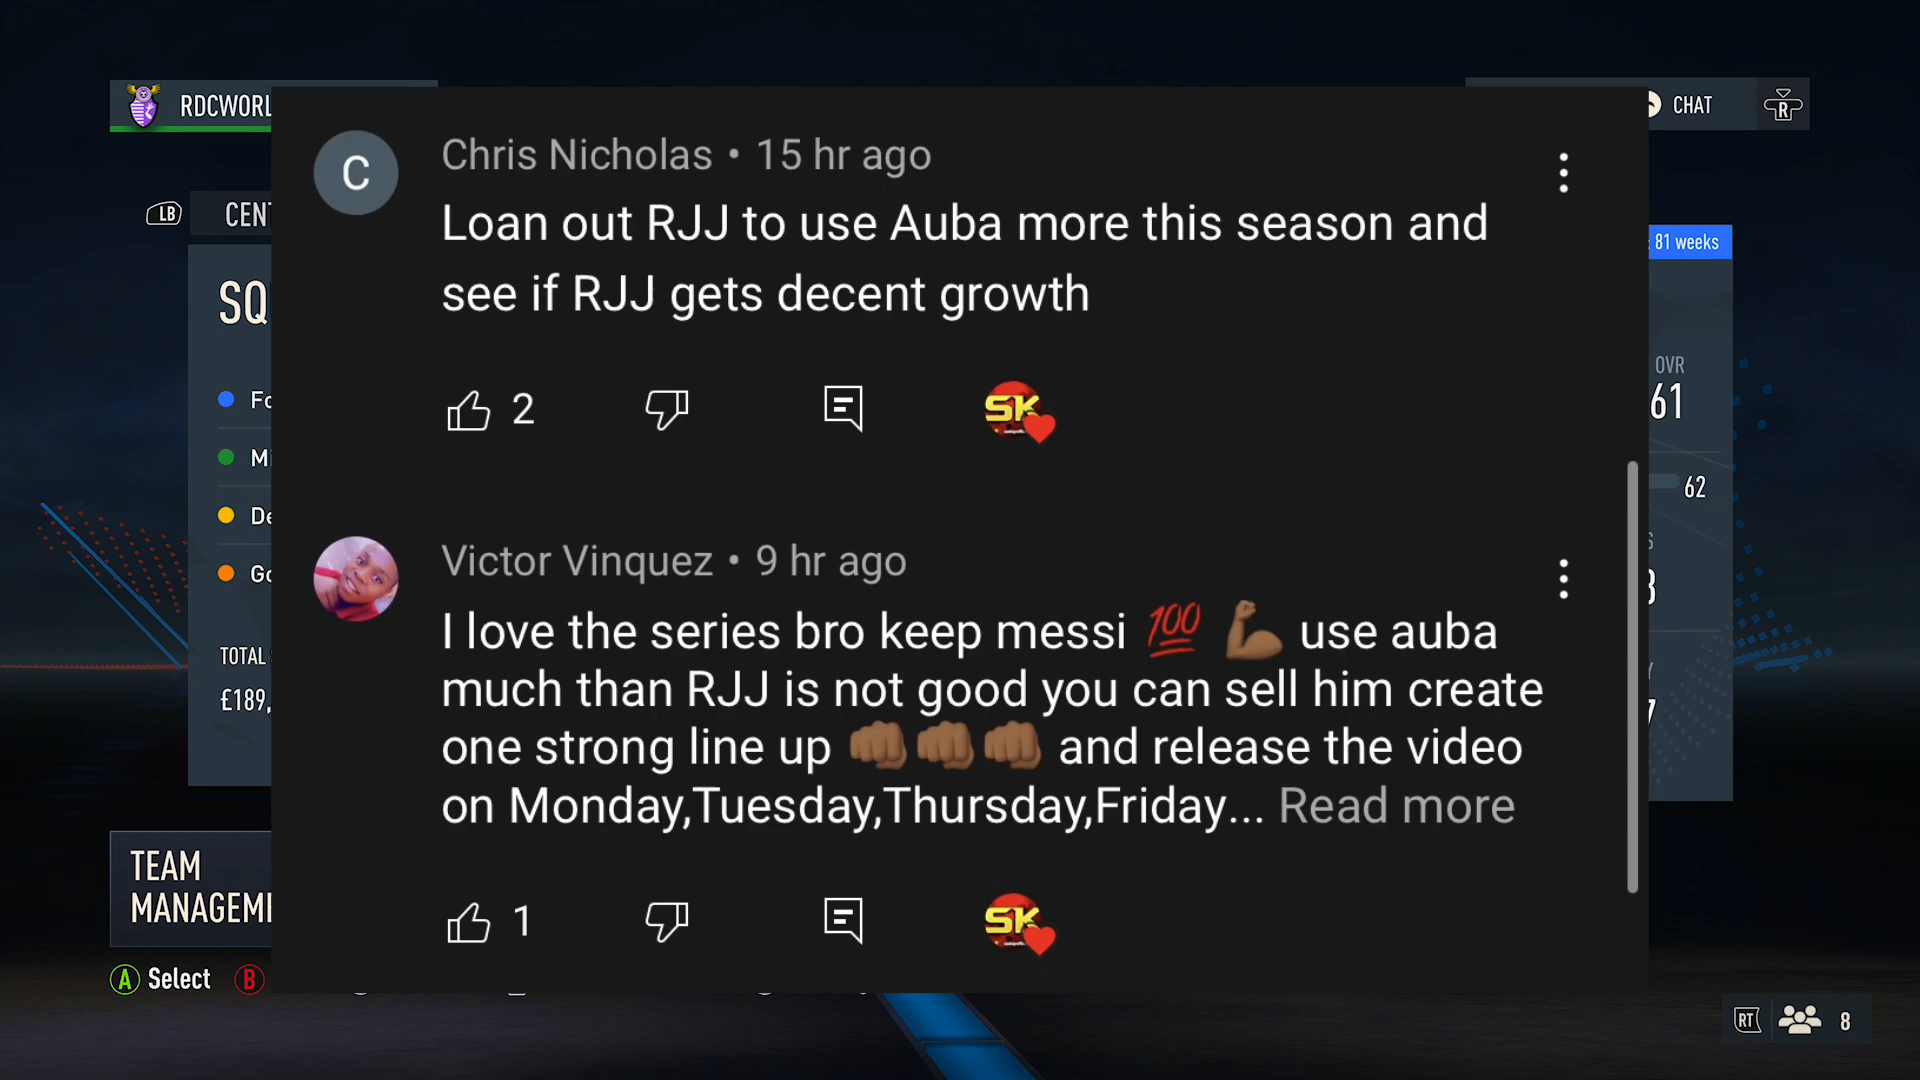 RDCWORL
CHAT
R
LB
CEN
SQ
Fo
Mi
De
Go
TOTAL
£189,
TEAM
MANAGEM
A Select B
C
Chris Nicholas • 15 hr ago
Loan out RJJ to use Auba more this season and
see if RJJ gets decent growth
2
SK
Victor Vinquez • 9 hr ago
I love the series bro keep messi 💯 💪🏾 use auba
much than RJJ is not good you can sell him create
one strong line up 👊🏾👊🏾👊🏾 and release the video
on Monday,Tuesday,Thursday,Friday... Read more
1
SK
81 weeks
OVR
61
62
RT 8